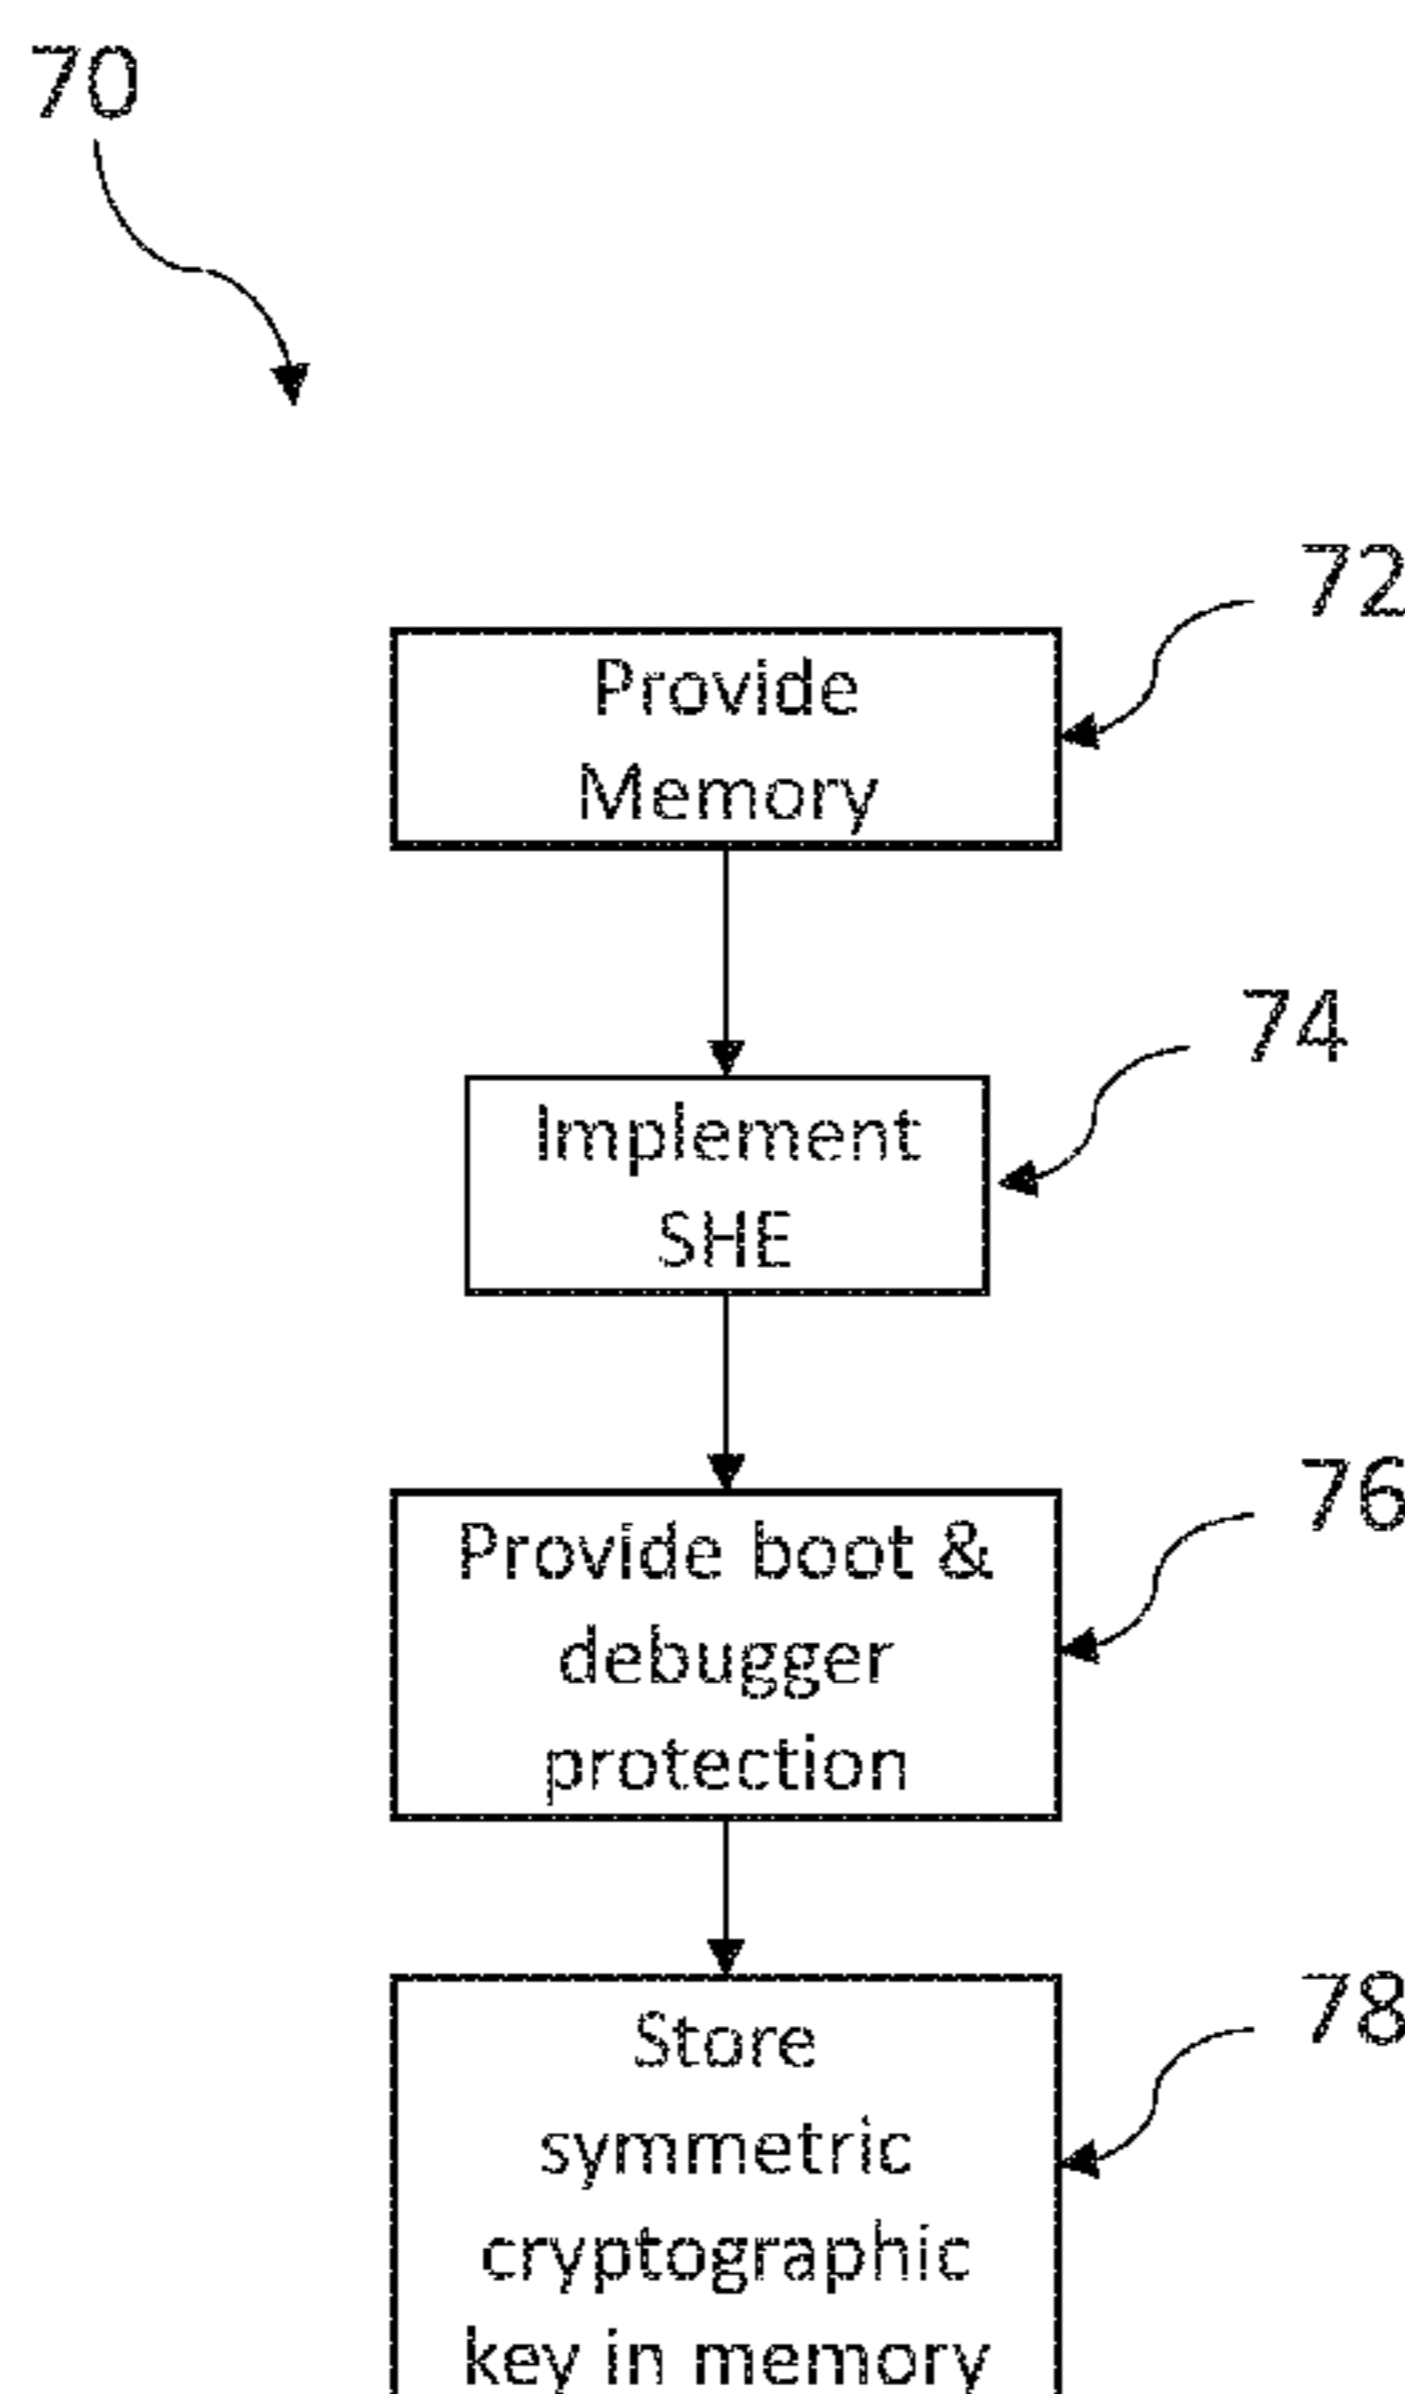 70
72
Provide
Memory
74
Implement
SHE
76
Provide boot &
debugger
protection
78
Store
symmetric
cryptographic
key in memory